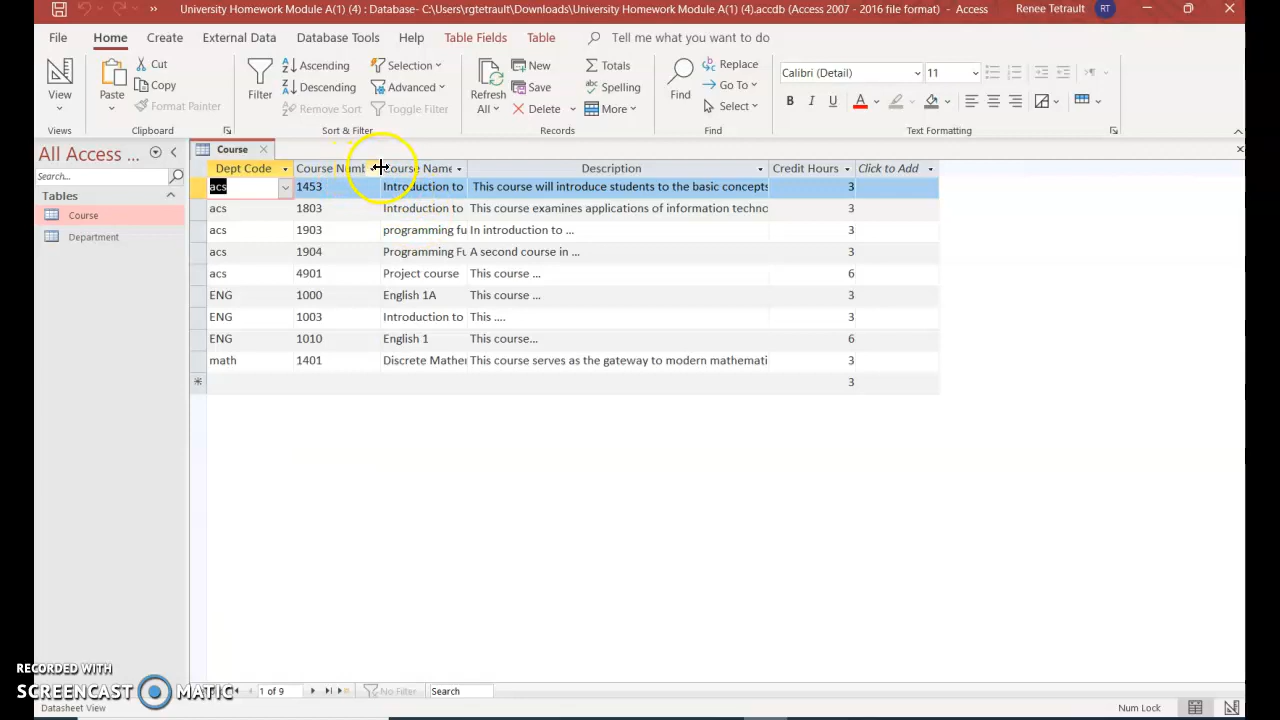 University Homework Module A(1) (4) : Database- C:\Users\rgtetrault\Downloads\University Homework Module A(1) (4).accdb (Access 2007 - 2016 file format) - Access
Renee Tetrault RT
File Home Create External Data Database Tools Help Table Fields Table Tell me what you want to do
View
Views
Paste
Cut
Copy
Format Painter
Clipboard
Filter
Ascending
Descending
Remove Sort
Selection
Advanced
Toggle Filter
Sort & Filter
Refresh
All
New
Save
Delete
Totals
Spelling
More
Records
Find
Replace
Go To
Select
Find
Calibri (Detail) 11
B I U A
Text Formatting
All Access ...
Search...
Tables
Course
Department
Course
Dept Code Course Numb Course Name Description Credit Hours Click to Add
acs 1453 Introduction to This course will introduce students to the basic concepts 3
acs 1803 Introduction to This course examines applications of information techno 3
acs 1903 programming fu In introduction to ... 3
acs 1904 Programming Fu A second course in ... 3
acs 4901 Project course This course ... 6
ENG 1000 English 1A This course ... 3
ENG 1003 Introduction to This .... 3
ENG 1010 English 1 This course... 6
math 1401 Discrete Mather This course serves as the gateway to modern mathemati 3
3
RECORDED WITH
SCREENCAST MATIC
1 of 9 No Filter Search
Datasheet View Num Lock